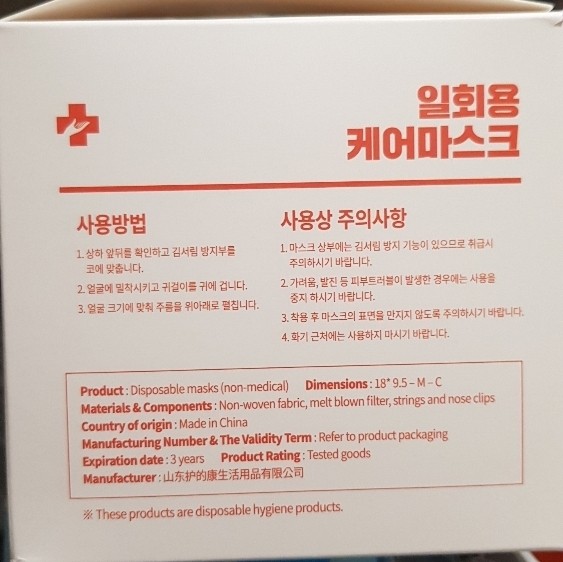 일회용
케어마스크
사용방법
1. 상하 앞뒤를 확인하고 김서림 방지부를
코에 맞춥니다.
2. 얼굴에 밀착시키고 귀걸이를 귀에 겁니다.
3. 얼굴 크기에 맞춰 주름을 위아래로 펼칩니다.
사용상 주의사항
1. 마스크 상부에는 김서림 방지 기능이 있으므로 취급시
주의하시기 바랍니다.
2. 가려움, 발진 등 피부트러블이 발생한 경우에는 사용을
중지 하시기 바랍니다.
3. 착용 후 마스크의 표면을 만지지 않도록 주의하시기 바랍니다.
4. 화기 근처에는 사용하지 마시기 바랍니다.
Product : Disposable masks (non-medical) Dimensions : 18* 9.5 – M – C
Materials & Components : Non-woven fabric, melt blown filter, strings and nose clips
Country of origin : Made in China
Manufacturing Number & The Validity Term : Refer to product packaging
Expiration date : 3 years Product Rating : Tested goods
Manufacturer : 山东护的康生活用品有限公司
※ These products are disposable hygiene products.